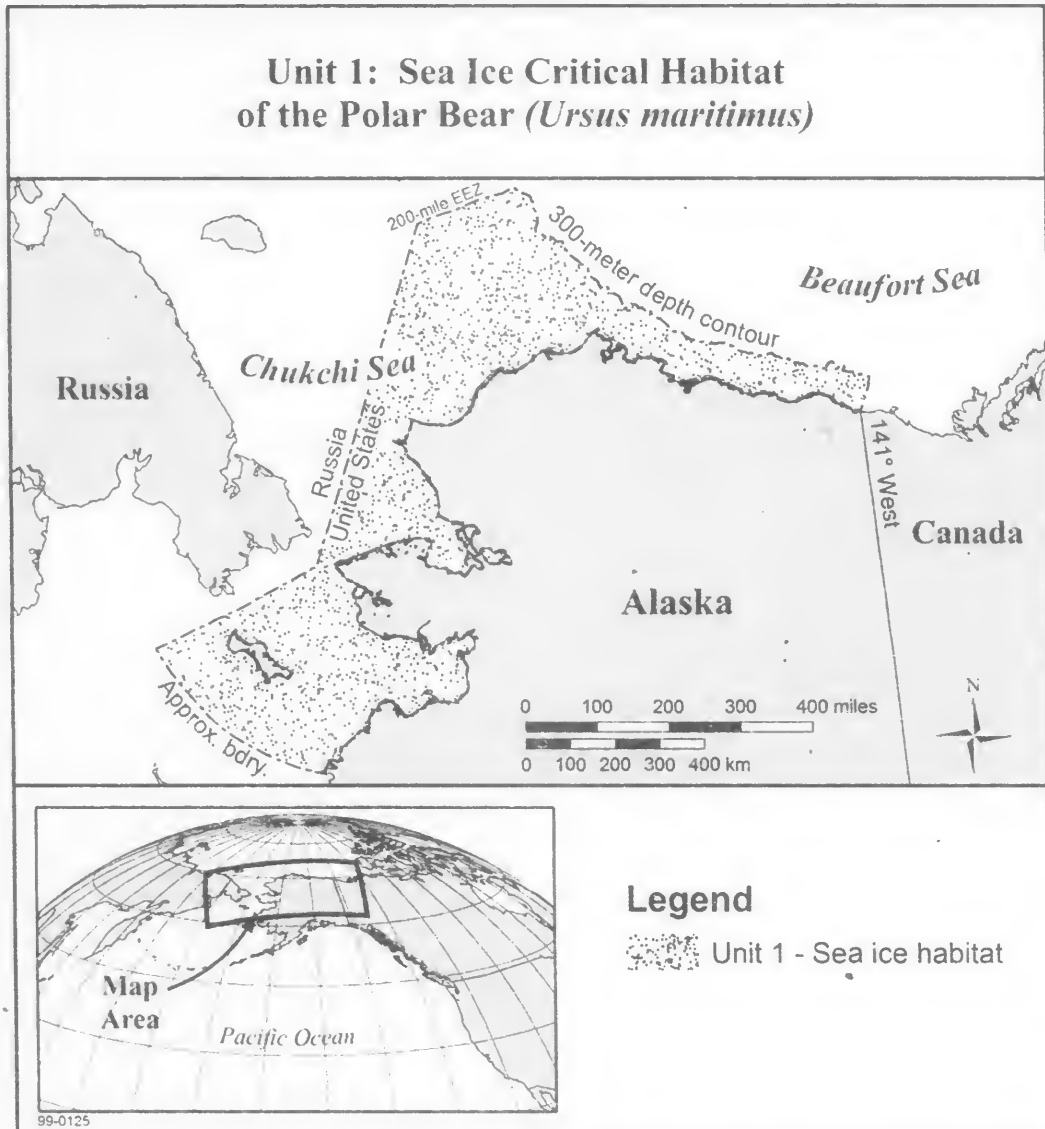 Unit 1: Sea Ice Critical Habitat
of the Polar Bear (Ursus maritimus)
200-mile EEZ
300-meter depth contour
Beaufort Sea
Chukchi Sea
Russia
Russia
United States
141° West
Canada
Alaska
Approx. bdry.
N
0 100 200 300 400 miles
0 100 200 300 400 km
Map
Area
Pacific Ocean
Legend
Unit 1 - Sea ice habitat
99-0125